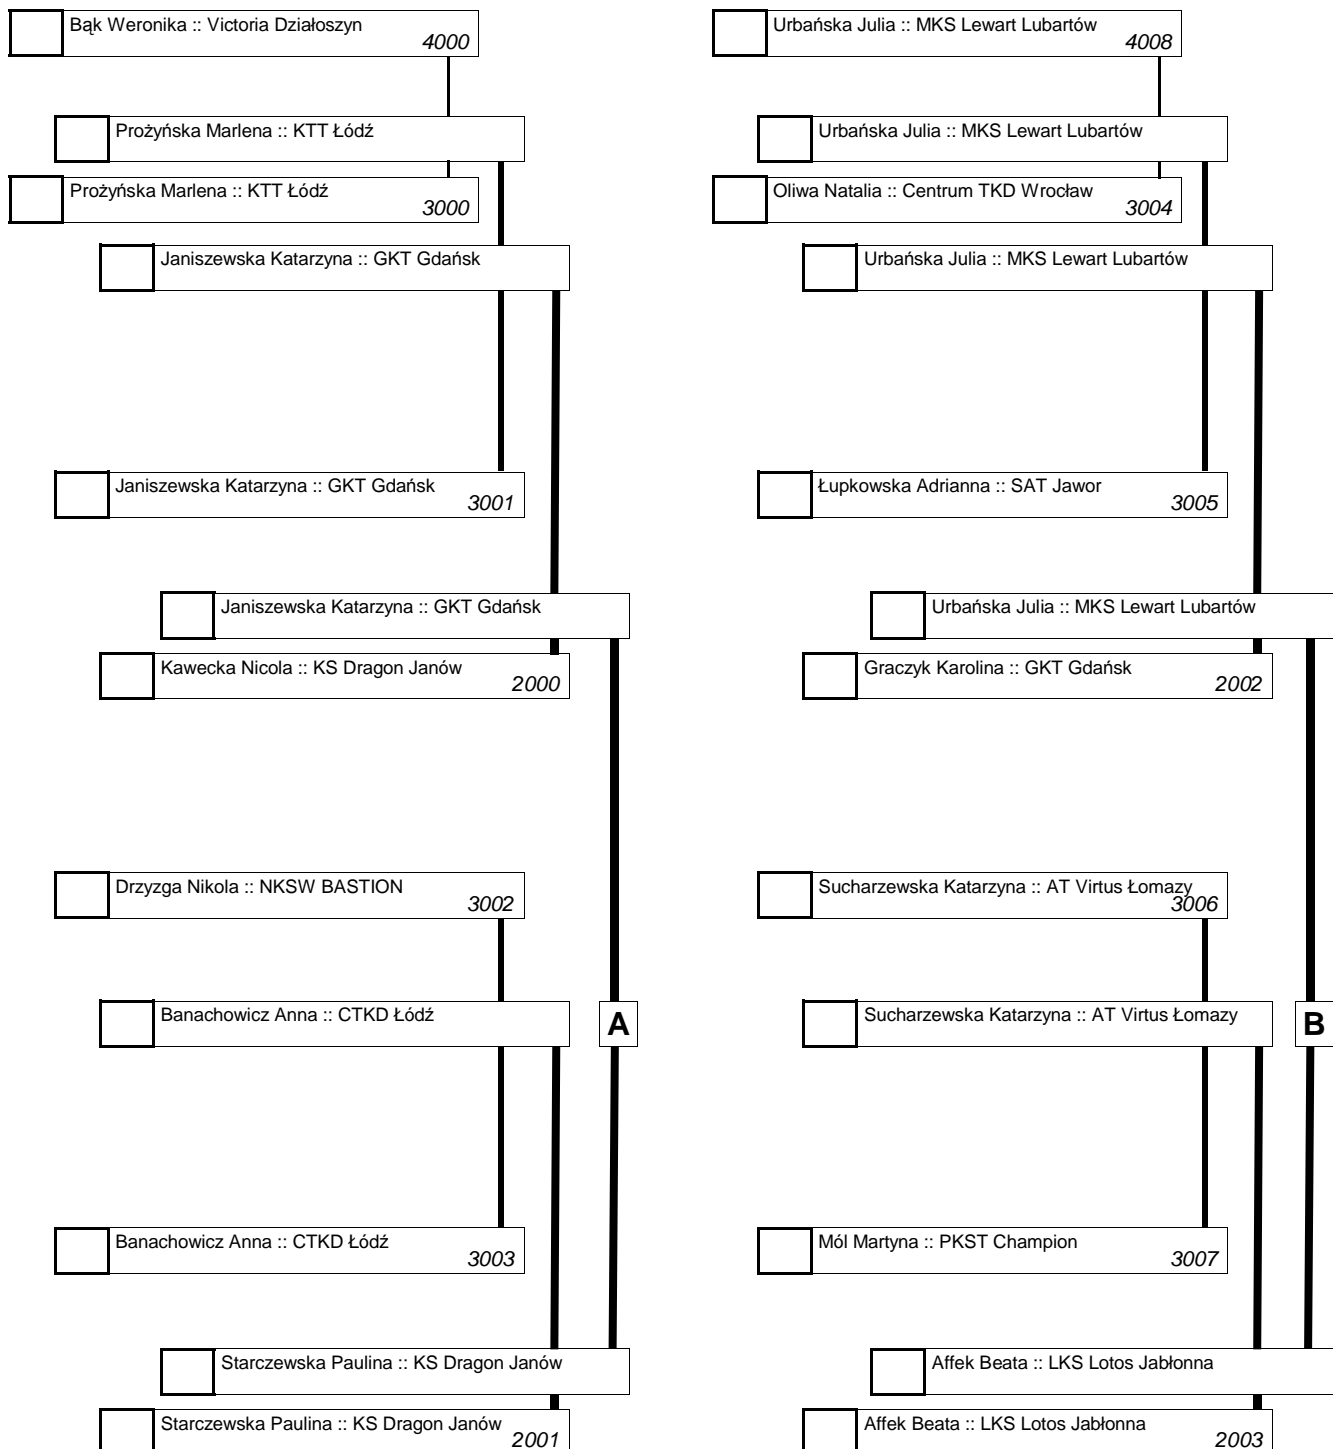 Bąk Weronika :: Victoria Działoszyn
4000
Prożyńska Marlena :: KTT Łódź
Prożyńska Marlena :: KTT Łódź
3000
Janiszewska Katarzyna :: GKT Gdańsk
Janiszewska Katarzyna :: GKT Gdańsk
3001
Janiszewska Katarzyna :: GKT Gdańsk
Kawecka Nicola :: KS Dragon Janów
2000
Drzyzga Nikola :: NKSW BASTION
3002
Banachowicz Anna :: CTKD Łódź
A
Banachowicz Anna :: CTKD Łódź
3003
Starczewska Paulina :: KS Dragon Janów
Starczewska Paulina :: KS Dragon Janów
2001
Urbańska Julia :: MKS Lewart Lubartów
4008
Urbańska Julia :: MKS Lewart Lubartów
Oliwa Natalia :: Centrum TKD Wrocław
3004
Urbańska Julia :: MKS Lewart Lubartów
Łupkowska Adrianna :: SAT Jawor
3005
Urbańska Julia :: MKS Lewart Lubartów
Graczyk Karolina :: GKT Gdańsk
2002
Sucharzewska Katarzyna :: AT Virtus Łomazy
3006
Sucharzewska Katarzyna :: AT Virtus Łomazy
B
Mól Martyna :: PKST Champion
3007
Affek Beata :: LKS Lotos Jabłonna
Affek Beata :: LKS Lotos Jabłonna
2003